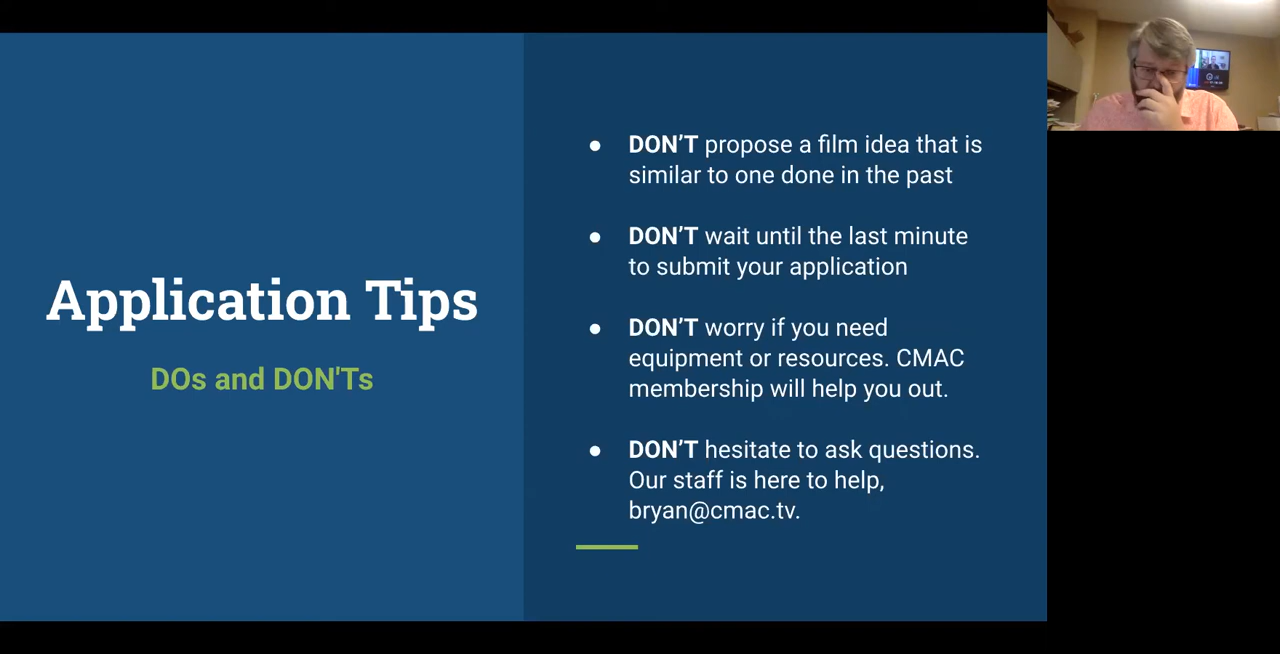 Application Tips
DOs and DON'Ts
● DON'T propose a film idea that is
similar to one done in the past
● DON'T wait until the last minute
to submit your application
● DON'T worry if you need
equipment or resources. CMAC
membership will help you out.
● DON'T hesitate to ask questions.
Our staff is here to help,
bryan@cmac.tv.